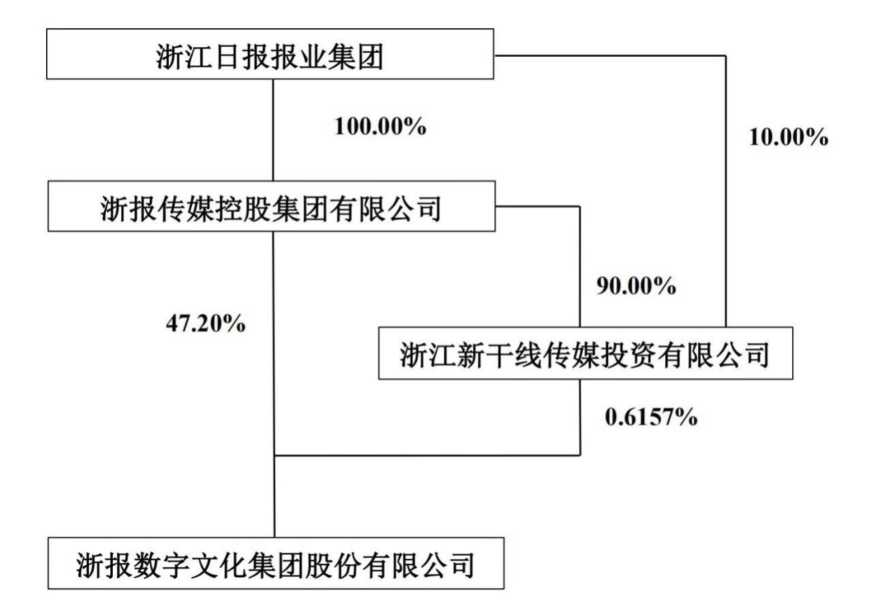 浙江日报报业集团
100.00%
10.00%
浙报传媒控股集团有限公司
90.00%
47.20%
浙江新干线传媒投资有限公司
0.6157%
浙报数字文化集团股份有限公司